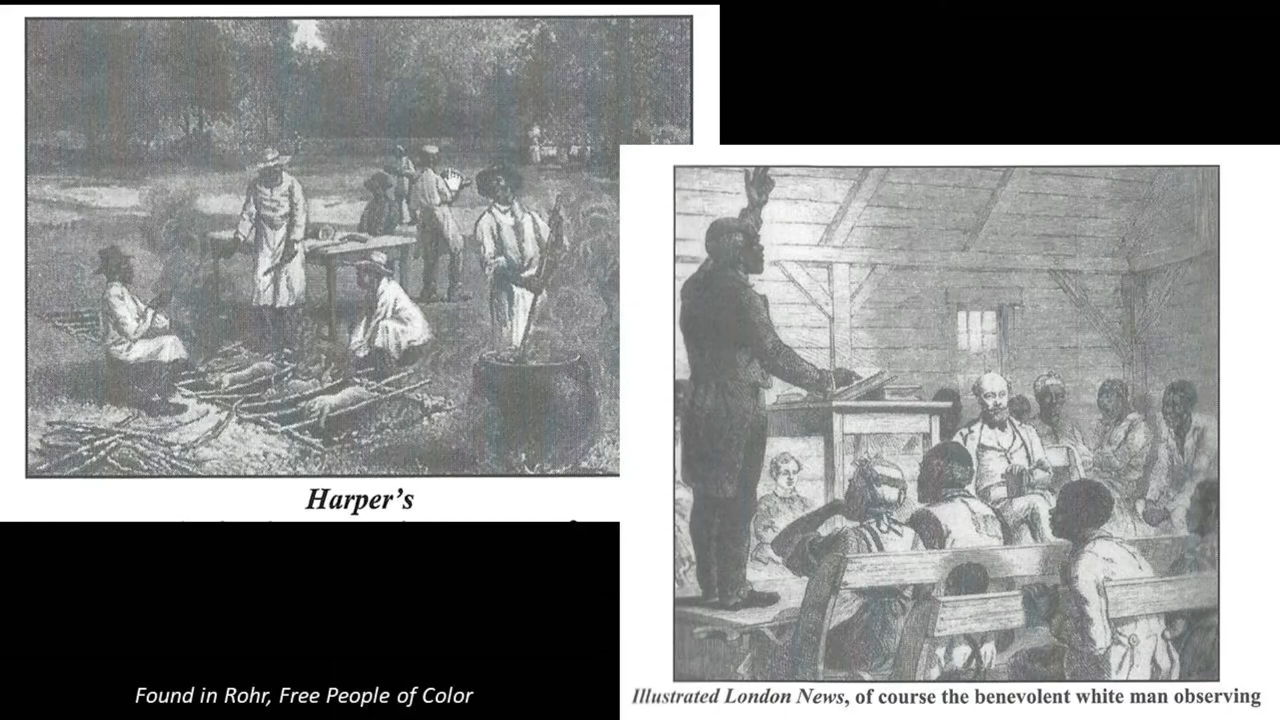 Harper's
Illustrated London News, of course the benevolent white man observing
Found in Rohr, Free People of Color